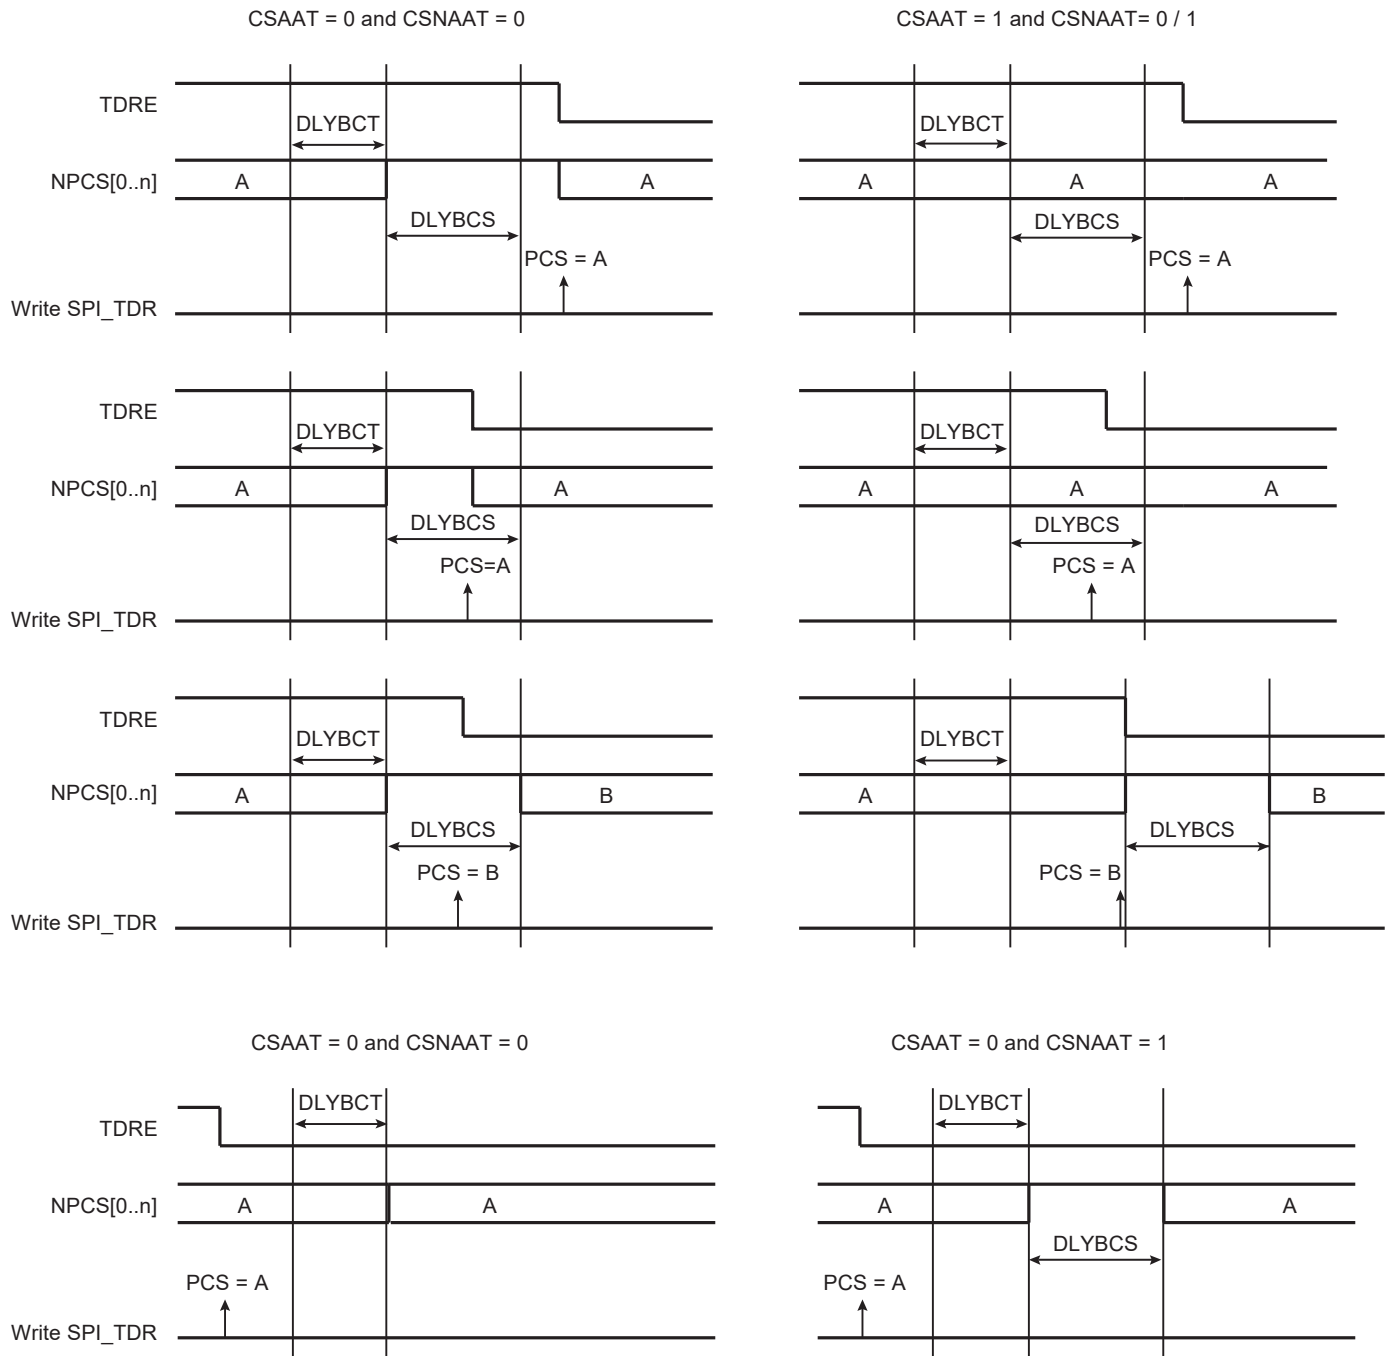 CSAAT = 0 and CSNAAT = 0
CSAAT = 1 and CSNAAT= 0 / 1
TDRE
DLYBCT
DLYBCT
NPCS[0..n]
A
A
A
A
A
DLYBCS
DLYBCS
PCS = A
PCS = A
Write SPI_TDR
TDRE
DLYBCT
DLYBCT
NPCS[0..n]
A
A
A
A
A
DLYBCS
DLYBCS
PCS=A
PCS = A
Write SPI_TDR
TDRE
DLYBCT
DLYBCT
NPCS[0..n]
A
B
A
B
DLYBCS
DLYBCS
PCS = B
PCS = B
Write SPI_TDR
CSAAT = 0 and CSNAAT = 0
CSAAT = 0 and CSNAAT = 1
DLYBCT
DLYBCT
TDRE
NPCS[0..n]
A
A
A
A
DLYBCS
PCS = A
PCS = A
Write SPI_TDR